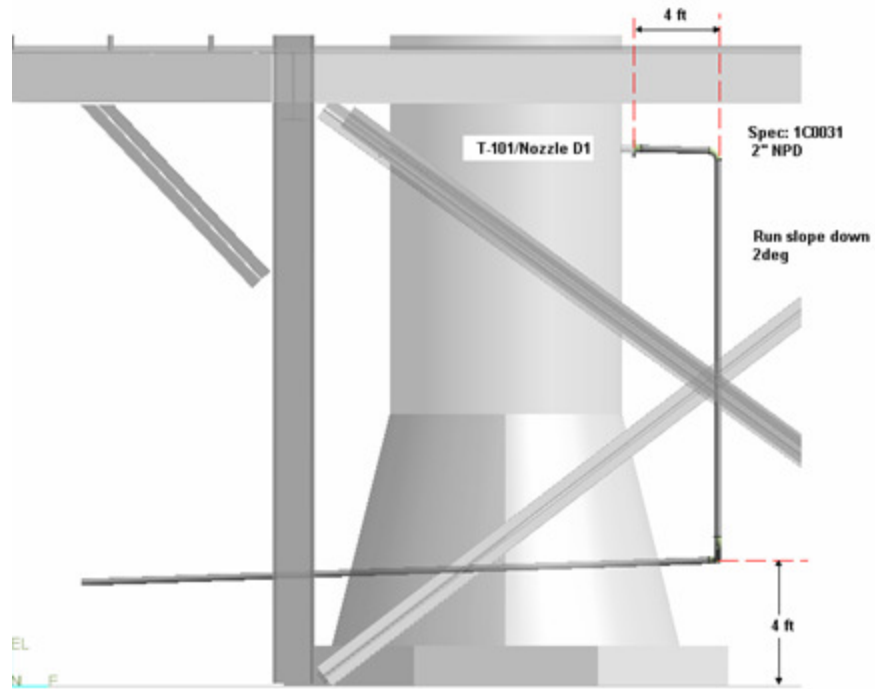 4 ft
T-101/Nozzle D1
Spec: 1C0031
2" NPD
Run slope down
2deg
4 ft
EL
N E